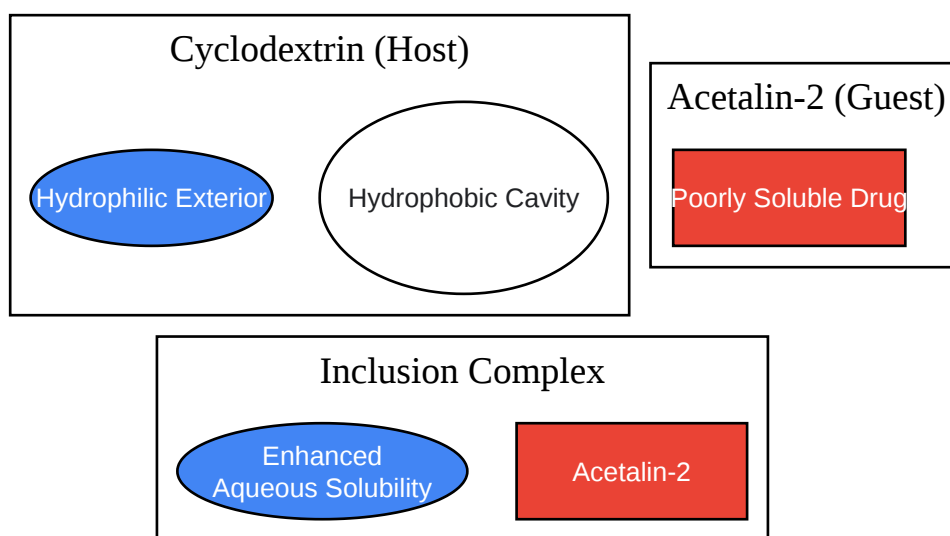 Cyclodextrin (Host)
Hydrophilic Exterior
Hydrophobic Cavity
Acetalin-2 (Guest)
Poorly Soluble Drug
Inclusion Complex
Enhanced
Aqueous Solubility
Acetalin-2